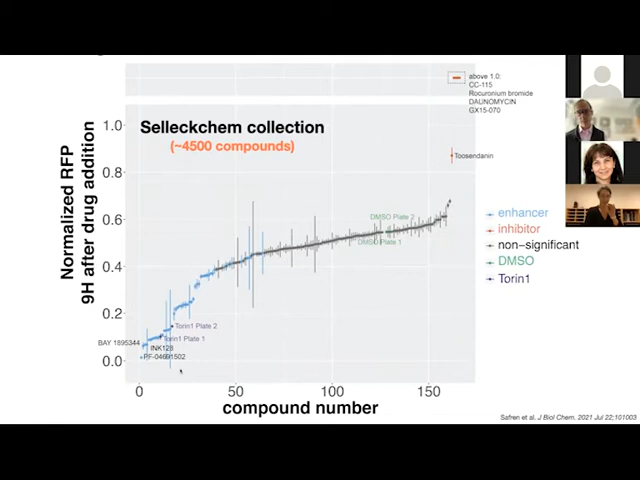 above 1.0:
CC-115
Rocuronium bromide
DAUNOMYCIN
GX15-070
Selleckchem collection
(~4500 compounds)
Normalized RFP
9H after drug addition
1.0
0.8
0.6
0.4
0.2
0.0
Toosendanin
DMSO Plate 2
DMSO Plate 1
Torin1 Plate 2
Torin1 Plate 1
BAY 1895344
INK128
PF-04691502
enhancer
inhibitor
non-significant
DMSO
Torin1
0
50
100
150
compound number
Safren et al. J Biol Chem. 2021 Jul 22;101003